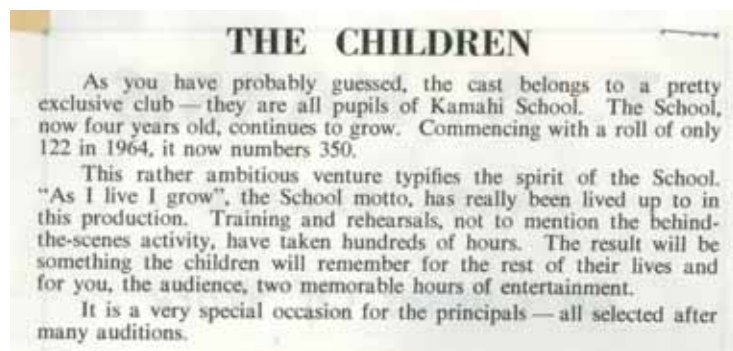 THE CHILDREN
As you have probably guessed, the cast belongs to a pretty
exclusive club — they are all pupils of Kamahi School. The School,
now four years old, continues to grow. Commencing with a roll of only
122 in 1964, it now numbers 350.
This rather ambitious venture typifies the spirit of the School.
"As I live I grow", the School motto, has really been lived up to in
this production. Training and rehearsals, not to mention the behind-
the-scenes activity, have taken hundreds of hours. The result will be
something the children will remember for the rest of their lives and
for you, the audience, two memorable hours of entertainment.
It is a very special occasion for the principals — all selected after
many auditions.